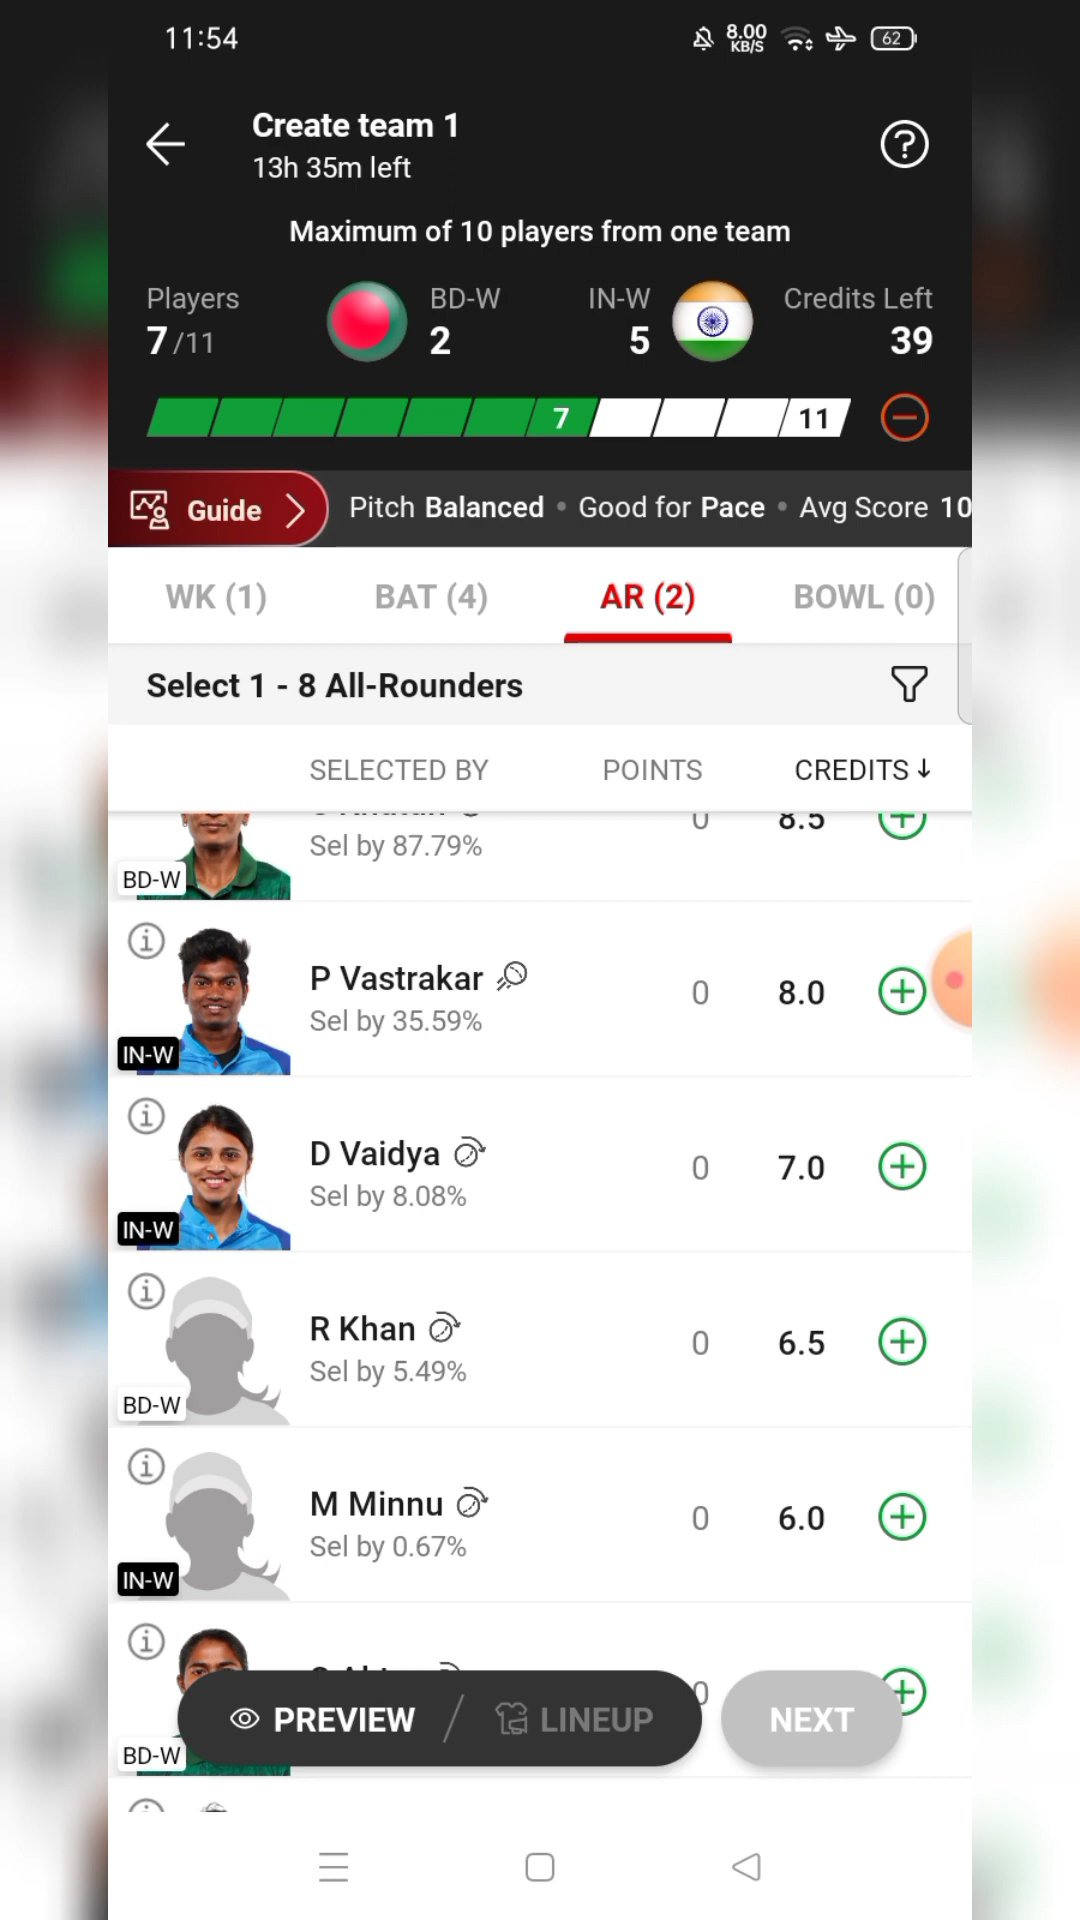 11:54
8.00
KB/S
62
Create team 1
13h 35m left
Maximum of 10 players from one team
Players
7/11
BD-W
2
IN-W
5
Credits Left
39
7
11
Guide
Pitch Balanced • Good for Pace • Avg Score 10
WK (1)
BAT (4)
AR (2)
BOWL (0)
Select 1 - 8 All-Rounders
SELECTED BY
POINTS
CREDITS↓
0
8.5
Sel by 87.79%
BD-W
P Vastrakar
0
8.0
Sel by 35.59%
IN-W
D Vaidya
0
7.0
Sel by 8.08%
IN-W
R Khan
0
6.5
Sel by 5.49%
BD-W
M Minnu
0
6.0
Sel by 0.67%
IN-W
0
PREVIEW / LINEUP
NEXT
BD-W